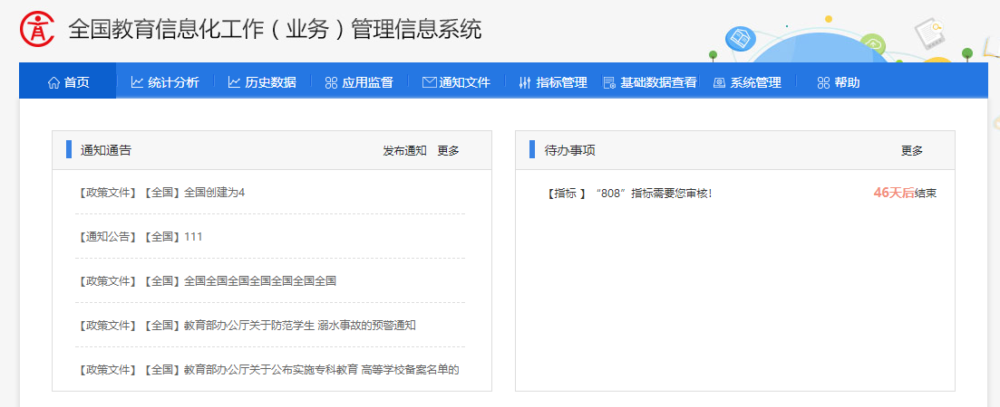 全国教育信息化工作（业务）管理信息系统
首页 统计分析 历史数据 应用监督 通知文件 指标管理 基础数据查看 系统管理 帮助
通知通告 发布通知 更多
【政策文件】【全国】全国创建为4
【通知公告】【全国】111
【政策文件】【全国】全国全国全国全国全国全国全国
【政策文件】【全国】教育部办公厅关于防范学生 溺水事故的预警通知
【政策文件】【全国】教育部办公厅关于公布实施专科教育 高等学校备案名单的
待办事项 更多
【指标 】“808”指标需要您审核! 46天后结束